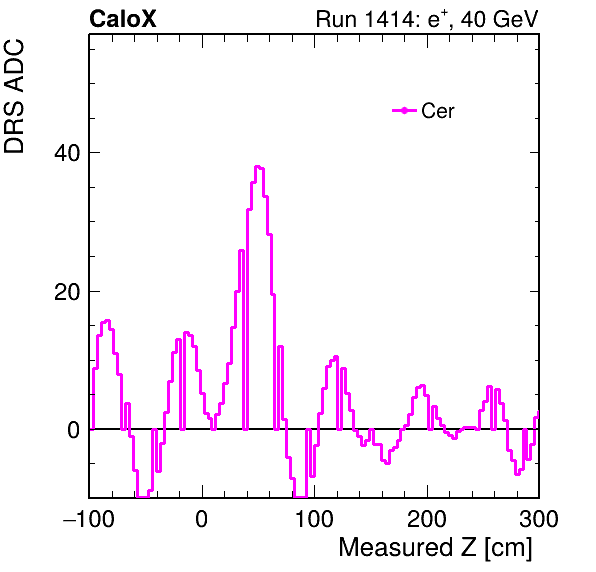 CaloX Run 1414: e⁺, 40 GeV
DRS ADC
Cer
40
20
0
−100 0 100 200 300
Measured Z [cm]